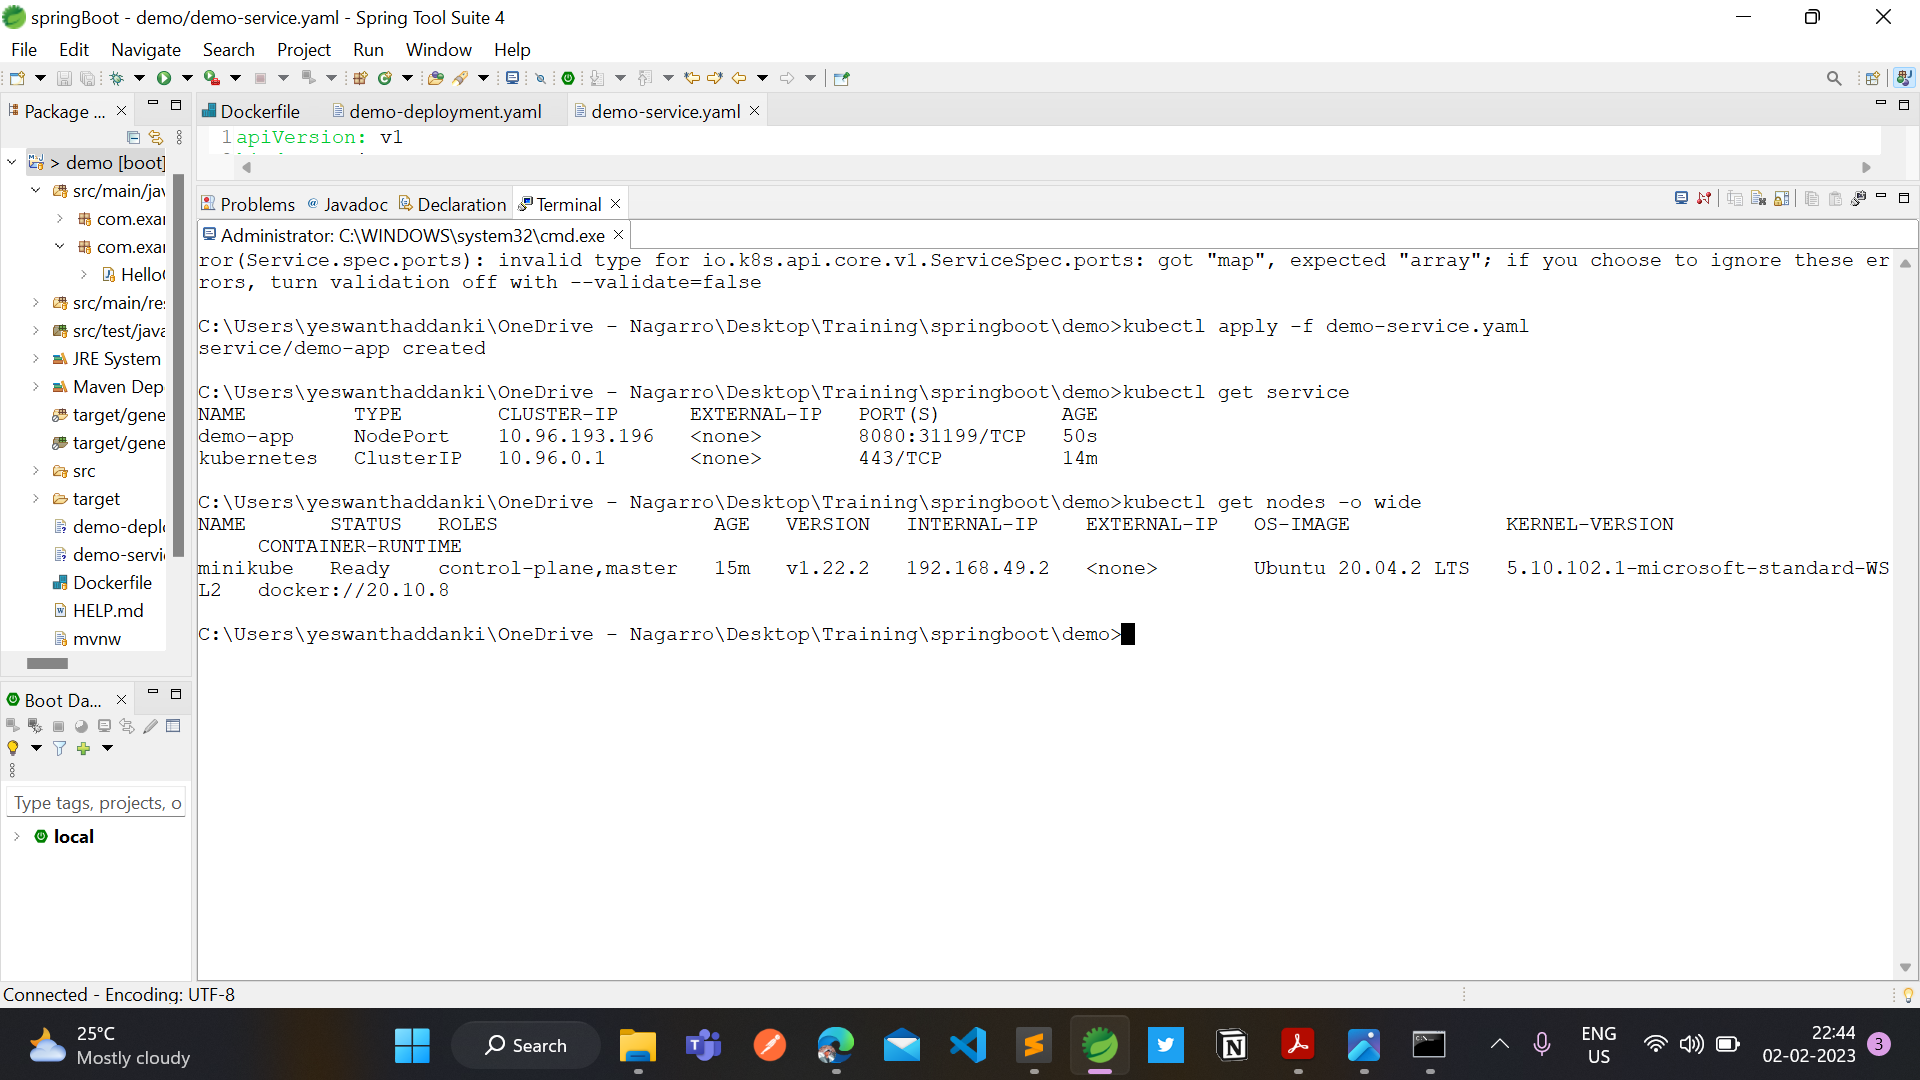 springBoot - demo/demo-service.yaml - Spring Tool Suite 4
File Edit Navigate Search Project Run Window Help
Package ...
Dockerfile demo-deployment.yaml demo-service.yaml
1 apiVersion: v1
> demo [boot]
src/main/jav
com.exar
com.exar
Hello
src/main/res
src/test/java
JRE System
Maven Dep
target/gene
target/gene
src
target
demo-deplo
demo-servi
Dockerfile
HELP.md
mvnw
Problems @ Javadoc Declaration Terminal
Administrator: C:\WINDOWS\system32\cmd.exe
ror(Service.spec.ports): invalid type for io.k8s.api.core.v1.ServiceSpec.ports: got "map", expected "array"; if you choose to ignore these er
rors, turn validation off with --validate=false
C:\Users\yeswanthaddanki\OneDrive - Nagarro\Desktop\Training\springboot\demo>kubectl apply -f demo-service.yaml
service/demo-app created
C:\Users\yeswanthaddanki\OneDrive - Nagarro\Desktop\Training\springboot\demo>kubectl get service
NAME TYPE CLUSTER-IP EXTERNAL-IP PORT(S) AGE
demo-app NodePort 10.96.193.196 <none> 8080:31199/TCP 50s
kubernetes ClusterIP 10.96.0.1 <none> 443/TCP 14m
C:\Users\yeswanthaddanki\OneDrive - Nagarro\Desktop\Training\springboot\demo>kubectl get nodes -o wide
NAME STATUS ROLES AGE VERSION INTERNAL-IP EXTERNAL-IP OS-IMAGE KERNEL-VERSION
CONTAINER-RUNTIME
minikube Ready control-plane,master 15m v1.22.2 192.168.49.2 <none> Ubuntu 20.04.2 LTS 5.10.102.1-microsoft-standard-WS
L2 docker://20.10.8
C:\Users\yeswanthaddanki\OneDrive - Nagarro\Desktop\Training\springboot\demo>
Boot Da...
Type tags, projects, o
local
Connected - Encoding: UTF-8
25°C
Mostly cloudy
Search
ENG
US
22:44
02-02-2023
3